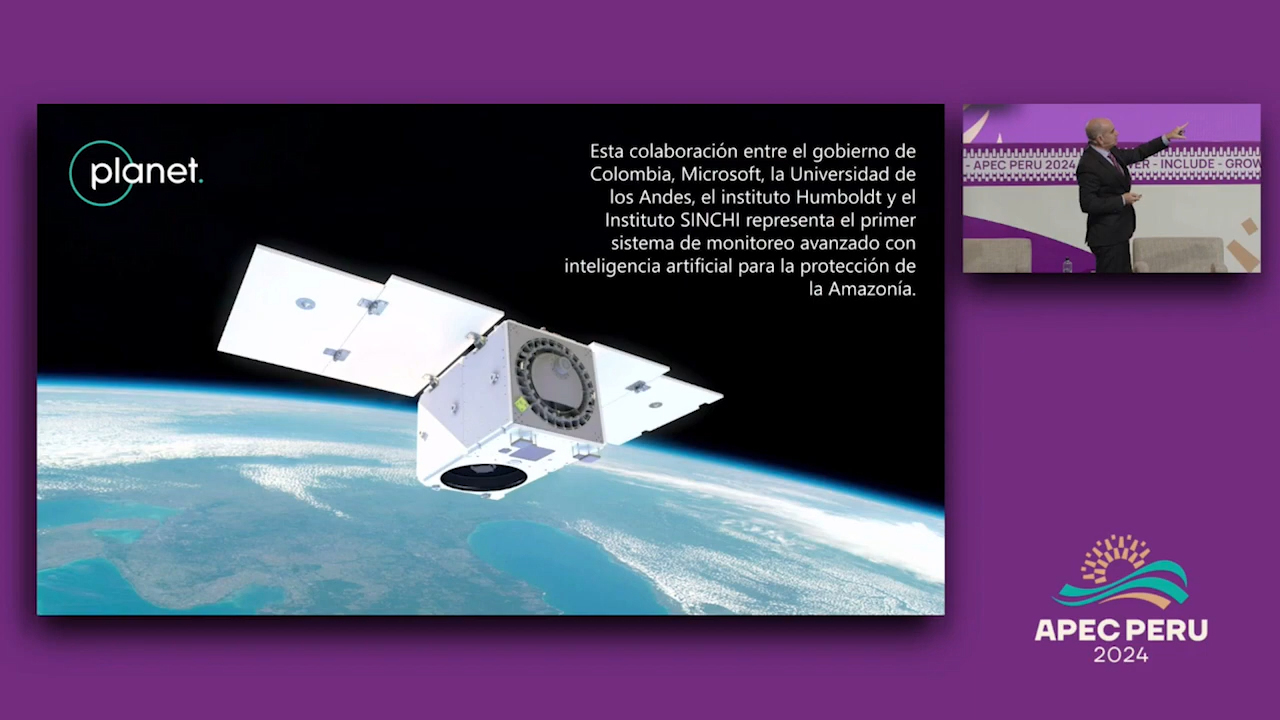 planet.
Esta colaboración entre el gobierno de
Colombia, Microsoft, la Universidad de
los Andes, el instituto Humboldt y el
Instituto SINCHI representa el primer
sistema de monitoreo avanzado con
inteligencia artificial para la protección de
la Amazonía.
- APEC PERU 2024 ER - INCLUDE - GROW
APEC PERU
2024